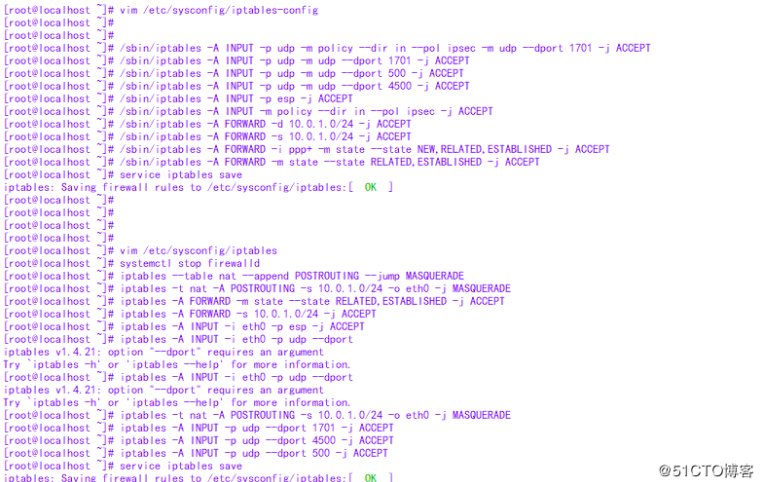 [root@localhost ~]# vim /etc/sysconfig/iptables-config
[root@localhost ~]#
[root@localhost ~]#
[root@localhost ~]# /sbin/iptables -A INPUT -p udp -m policy --dir in --pol ipsec -m udp --dport 1701 -j ACCEPT
[root@localhost ~]# /sbin/iptables -A INPUT -p udp -m udp --dport 1701 -j ACCEPT
[root@localhost ~]# /sbin/iptables -A INPUT -p udp -m udp --dport 500 -j ACCEPT
[root@localhost ~]# /sbin/iptables -A INPUT -p udp -m udp --dport 4500 -j ACCEPT
[root@localhost ~]# /sbin/iptables -A INPUT -p esp -j ACCEPT
[root@localhost ~]# /sbin/iptables -A INPUT -m policy --dir in --pol ipsec -j ACCEPT
[root@localhost ~]# /sbin/iptables -A FORWARD -d 10.0.1.0/24 -j ACCEPT
[root@localhost ~]# /sbin/iptables -A FORWARD -s 10.0.1.0/24 -j ACCEPT
[root@localhost ~]# /sbin/iptables -A FORWARD -i ppp+ -m state --state NEW,RELATED,ESTABLISHED -j ACCEPT
[root@localhost ~]# /sbin/iptables -A FORWARD -m state --state RELATED,ESTABLISHED -j ACCEPT
[root@localhost ~]# service iptables save
iptables: Saving firewall rules to /etc/sysconfig/iptables:[  OK  ]
[root@localhost ~]#
[root@localhost ~]#
[root@localhost ~]#
[root@localhost ~]#
[root@localhost ~]# vim /etc/sysconfig/iptables
[root@localhost ~]# systemctl stop firewalld
[root@localhost ~]# iptables --table nat --append POSTROUTING --jump MASQUERADE
[root@localhost ~]# iptables -t nat -A POSTROUTING -s 10.0.1.0/24 -o eth0 -j MASQUERADE
[root@localhost ~]# iptables -A FORWARD -m state --state RELATED,ESTABLISHED -j ACCEPT
[root@localhost ~]# iptables -A FORWARD -s 10.0.1.0/24 -j ACCEPT
[root@localhost ~]# iptables -A INPUT -i eth0 -p esp -j ACCEPT
[root@localhost ~]# iptables -A INPUT -i eth0 -p udp --dport
iptables v1.4.21: option "--dport" requires an argument
Try `iptables -h' or 'iptables --help' for more information.
[root@localhost ~]# iptables -A INPUT -i eth0 -p udp --dport
iptables v1.4.21: option "--dport" requires an argument
Try `iptables -h' or 'iptables --help' for more information.
[root@localhost ~]# iptables -t nat -A POSTROUTING -s 10.0.1.0/24 -o eth0 -j MASQUERADE
[root@localhost ~]# iptables -A INPUT -p udp --dport 1701 -j ACCEPT
[root@localhost ~]# iptables -A INPUT -p udp --dport 4500 -j ACCEPT
[root@localhost ~]# iptables -A INPUT -p udp --dport 500 -j ACCEPT
[root@localhost ~]# service iptables save
iptables: Saving firewall rules to /etc/sysconfig/iptables:[  OK  ]
@51CTO博客